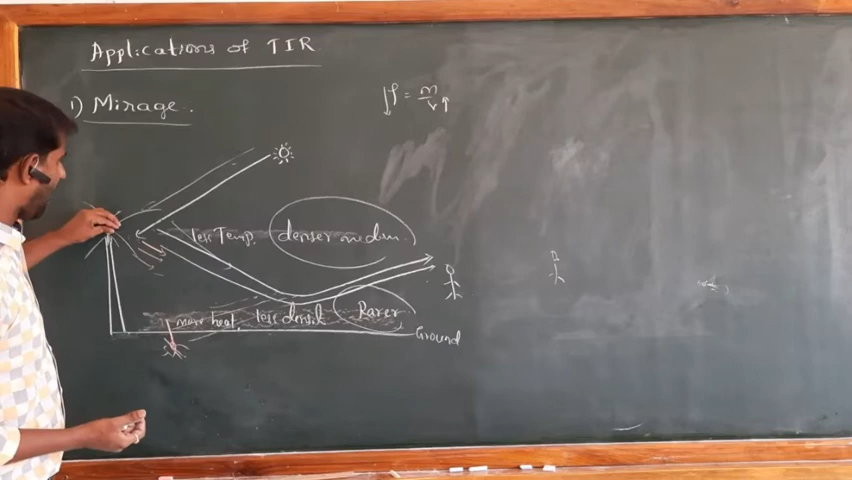 Applications of TIR
1) Mirage.
↓ρ = m/v↑
less Temp. denser medium.
more heat, less density Rarer
Ground